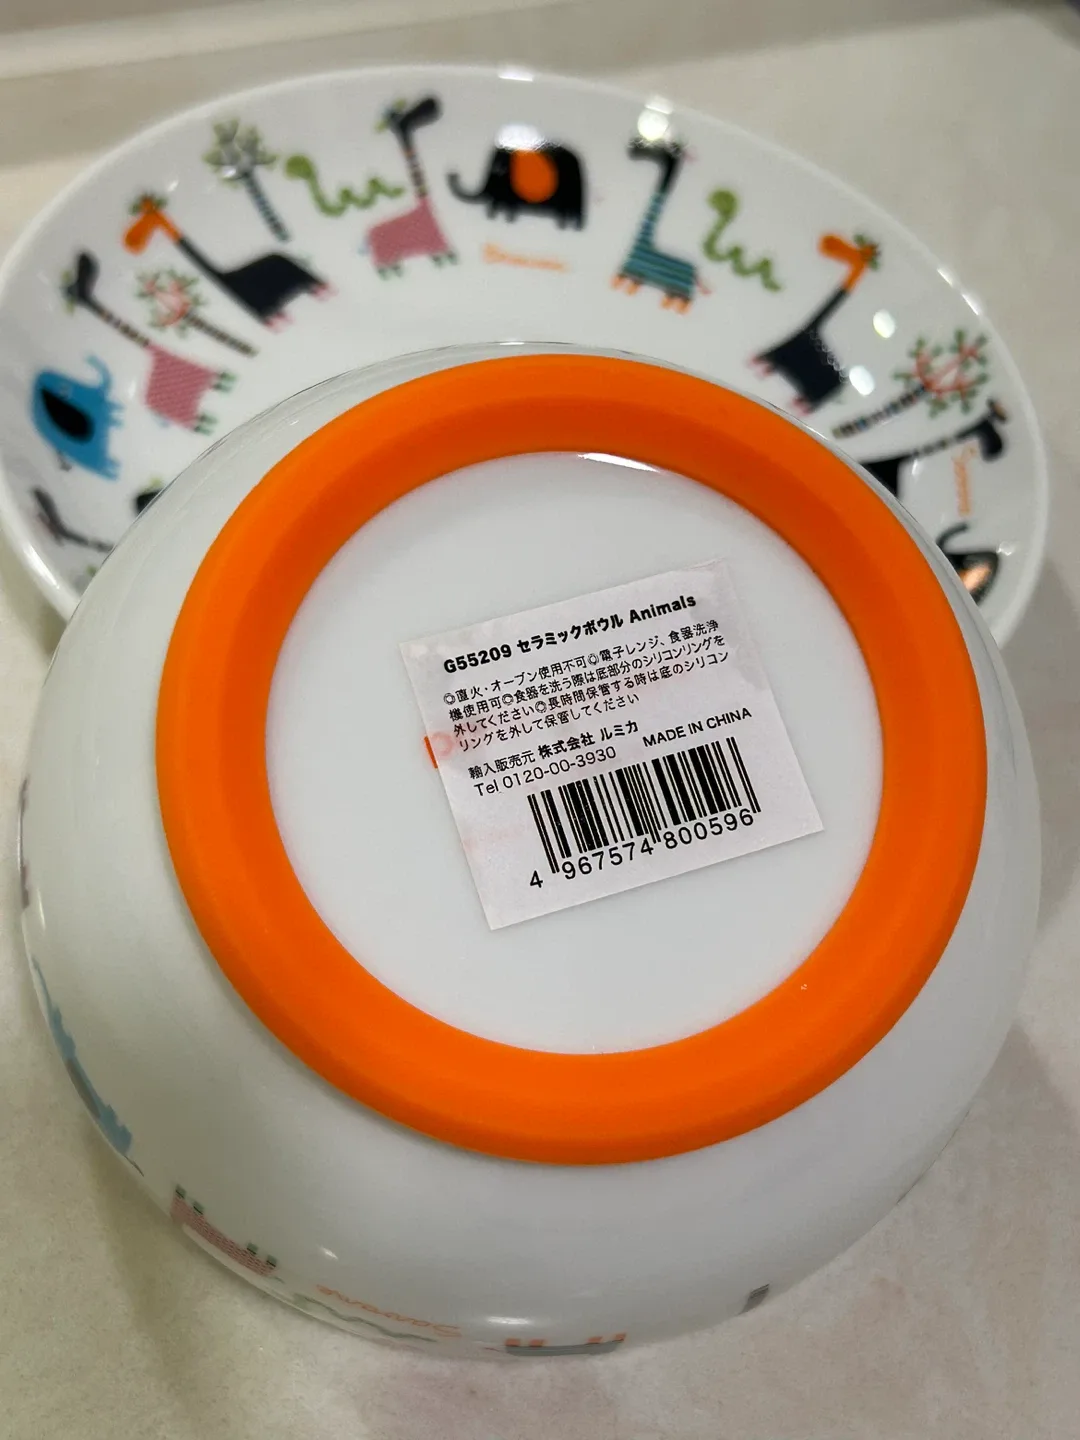 G55209 セラミックボウル Animals
◎直火・オーブン使用不可◎電子レンジ、食器洗浄
機使用可◎食器を洗う際は底部分のシリコンリングを
外してください◎長時間保管する時は底のシリコン
リングを外して保管してください
輸入販売元 株式会社 ルミカ MADE IN CHINA
Tel 0120-00-3930
4 967574 800596
Savane